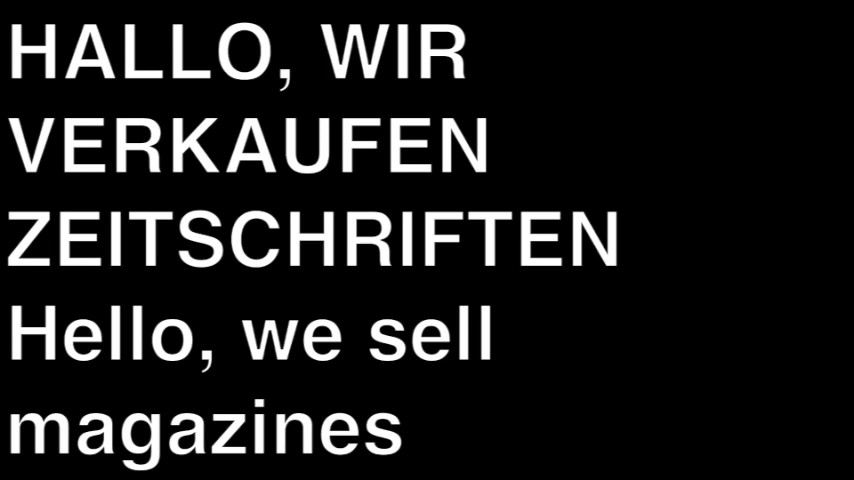 HALLO, WIR
VERKAUFEN
ZEITSCHRIFTEN
Hello, we sell
magazines